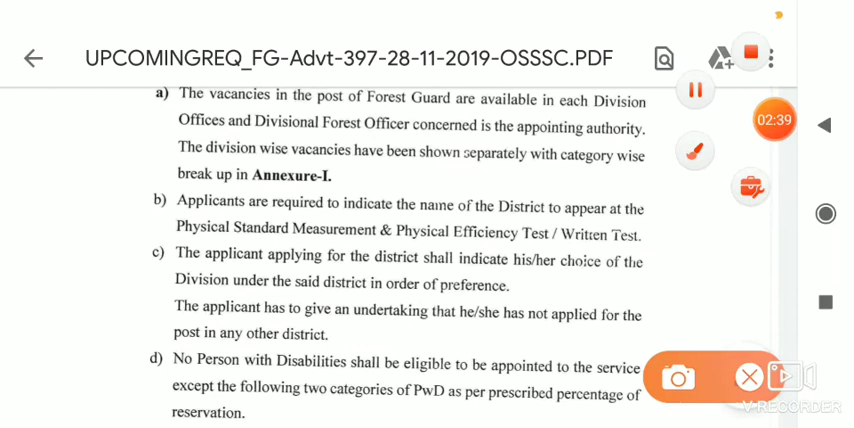 UPCOMINGREQ_FG-Advt-397-28-11-2019-OSSSC.PDF
a) The vacancies in the post of Forest Guard are available in each Division
Offices and Divisional Forest Officer concerned is the appointing authority.
The division wise vacancies have been shown separately with category wise
break up in Annexure-I.
b) Applicants are required to indicate the name of the District to appear at the
Physical Standard Measurement & Physical Efficiency Test / Written Test.
c) The applicant applying for the district shall indicate his/her choice of the
Division under the said district in order of preference.
The applicant has to give an undertaking that he/she has not applied for the
post in any other district.
d) No Person with Disabilities shall be eligible to be appointed to the service
except the following two categories of PwD as per prescribed percentage of
reservation.
02:39
V RECORDER